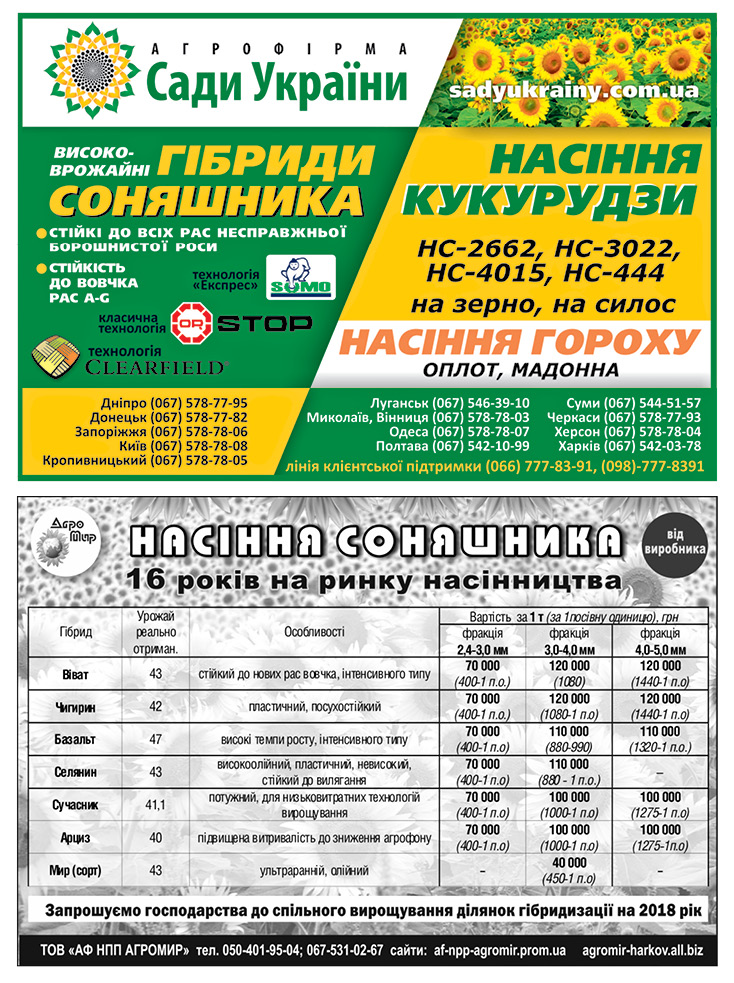 АГРОФІРМА
Сади України
sadyukrainy.com.ua
ВИСОКО-
ВРОЖАЙНІ ГІБРИДИ
СОНЯШНИКА
СТІЙКІ ДО ВСІХ РАС НЕСПРАВЖНЬОЇ
БОРОШНИСТОЇ РОСИ
СТІЙКІСТЬ
ДО ВОВЧКА
РАС A-G
технологія
«Експрес»
SUMO
класична
технологія
OR STOP
технологія
CLEARFIELD
НАСІННЯ
КУКУРУДЗИ
НС-2662, НС-3022,
НС-4015, НС-444
на зерно, на силос
НАСІННЯ ГОРОХУ
ОПЛОТ, МАДОННА
Дніпро (067) 578-77-95
Донецьк (067) 578-77-82
Запоріжжя (067) 578-78-06
Київ (067) 578-78-08
Кропивницький (067) 578-78-05
Луганськ (067) 546-39-10
Миколаїв, Вінниця (067) 578-78-03
Одеса (067) 578-78-07
Полтава (067) 542-10-99
Суми (067) 544-51-57
Черкаси (067) 578-77-93
Херсон (067) 578-78-04
Харків (067) 542-03-78
лінія клієнтської підтримки (066) 777-83-91, (098)-777-8391
Агро
Мир
НАСІННЯ СОНЯШНИКА
від
виробника
16 років на ринку насінництва
Гібрид
Урожай
реально
отриман.
Особливості
Вартість за 1 т (за 1посівну одиницю), грн
фракція фракція фракція
2,4-3,0 мм 3,0-4,0 мм 4,0-5,0 мм
Віват 43 стійкий до нових рас вовчка, інтенсивного типу 70 000 120 000 120 000
(400-1 п.о.) (1080) (1440-1 п.о)
Чигирин 42 пластичний, посухостійкий 70 000 120 000 120 000
(400-1 п.о.) (1080-1 п.о) (1440-1 п.о)
Базальт 47 високі темпи росту, інтенсивного типу 70 000 110 000 110 000
(400-1 п.о) (880-990) (1320-1 п.о.)
Селянин 43 високоолійний, пластичний, невисокий, 70 000 110 000 –
стійкий до вилягання (400-1 п.о) (880 - 1 п.о.)
Сучасник 41,1 потужний, для низьковитратних технологій 70 000 100 000 100 000
вирощування (400-1 п.о) (1000-1 п.о) (1275-1 п.о)
Арциз 40 підвищена витривалість до зниження агрофону 70 000 100 000 100 000
(400-1 п.о) (1000-1 п.о) (1275-1п.о)
Мир (сорт) 43 ультраранній, олійний – 40 000 –
(450-1 п.о)
Запрошуємо господарства до спільного вирощування ділянок гібридизації на 2018 рік
ТОВ «АФ НПП АГРОМИР» тел. 050-401-95-04; 067-531-02-67 сайти: af-npp-agromir.prom.ua agromir-harkov.all.biz